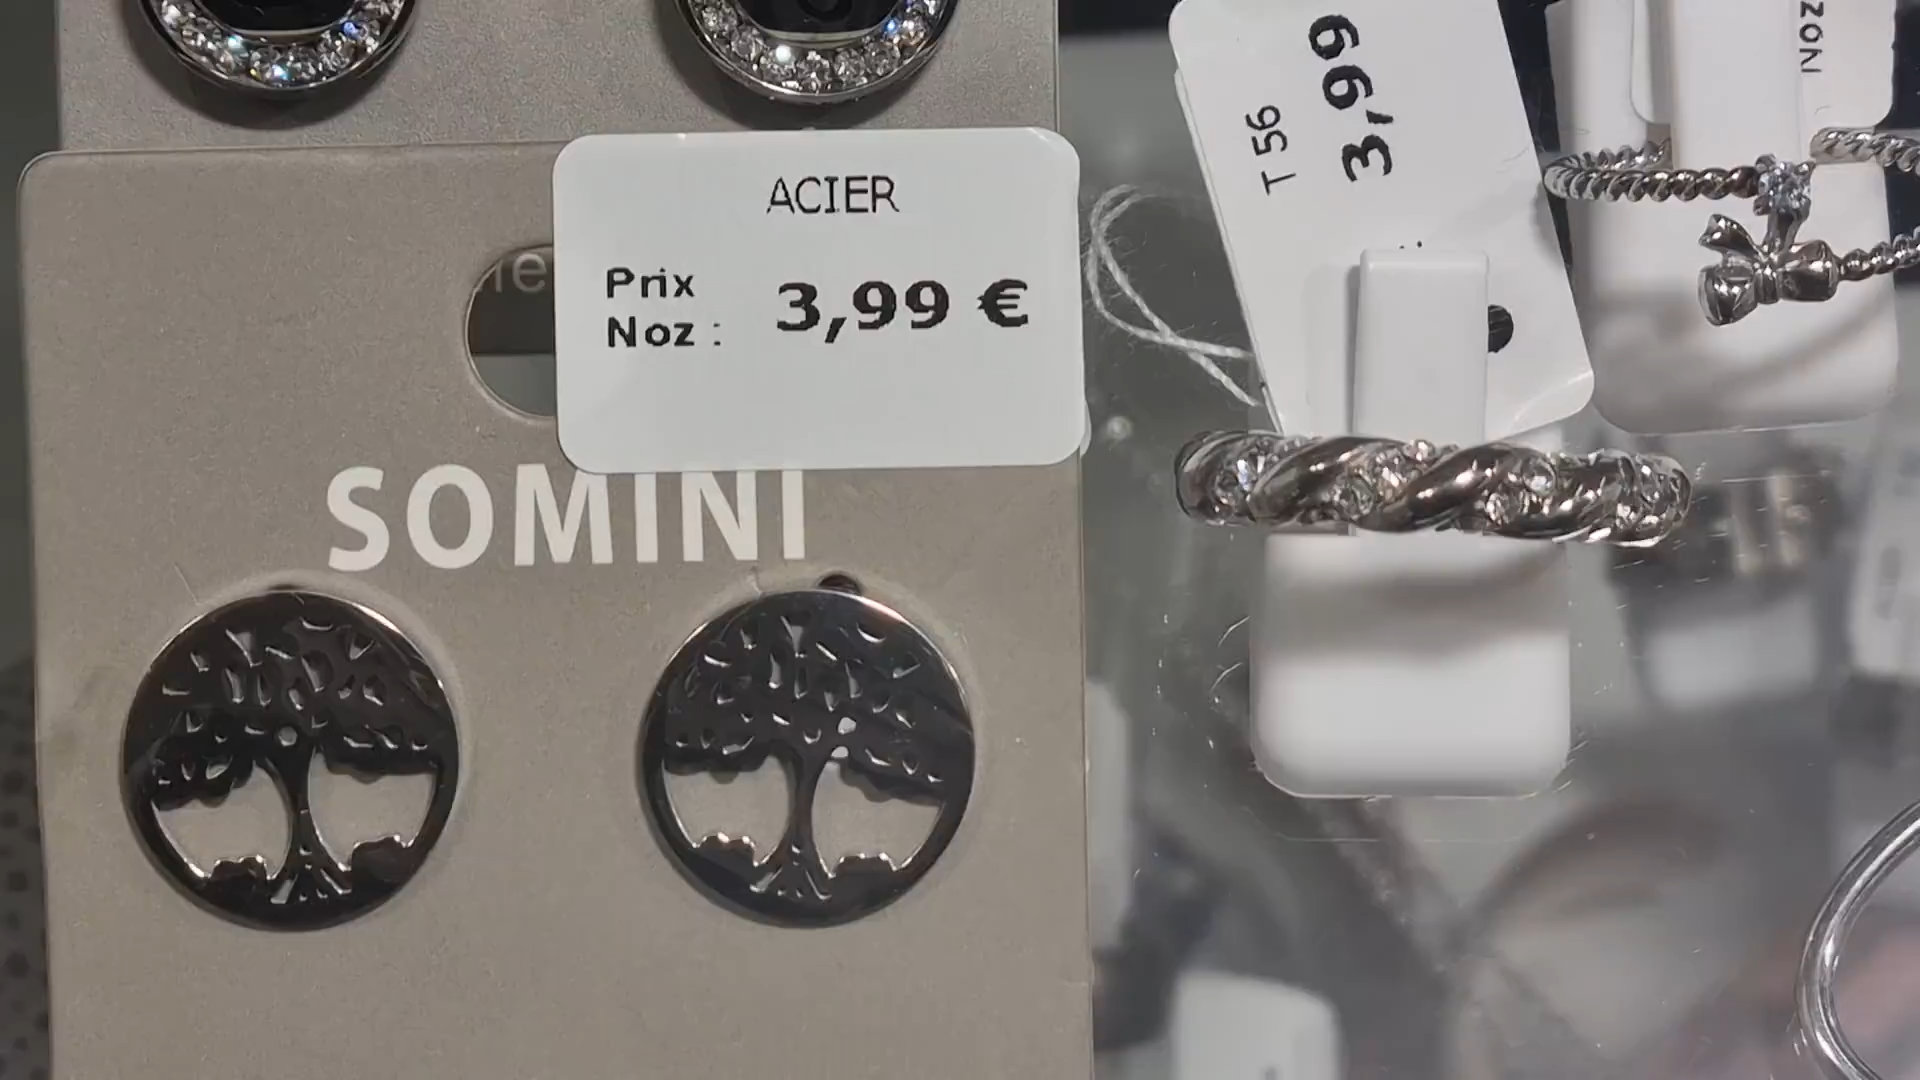 ACIER
Prix
Noz : 3,99 €
SOMINI
T 56
3,99
NOZ